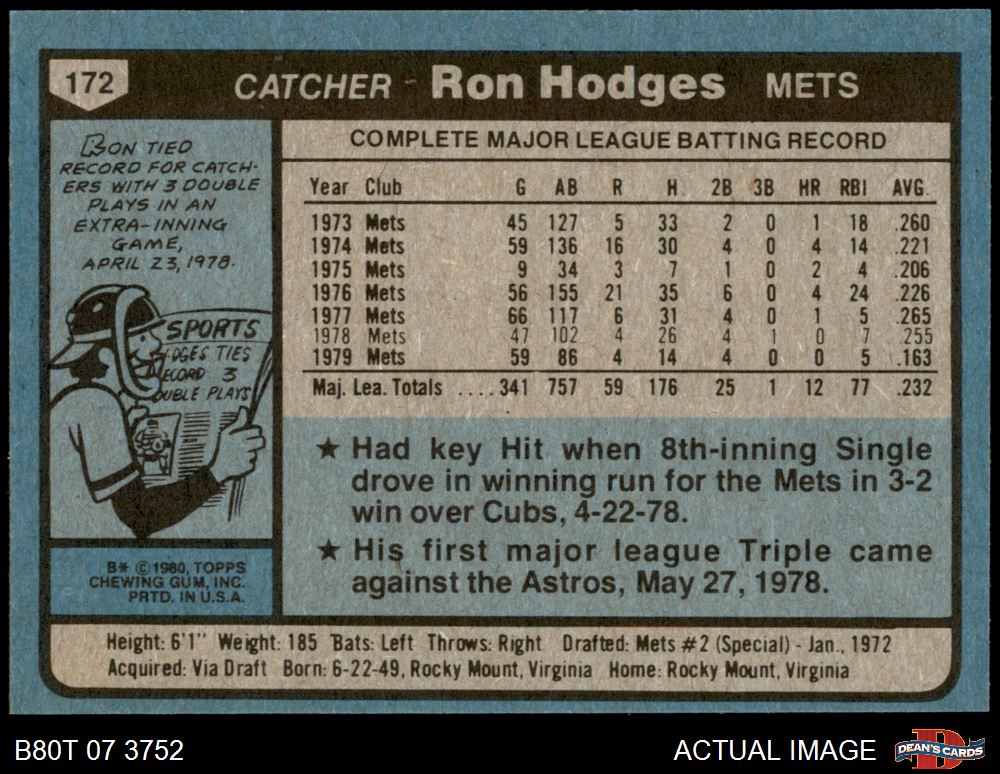 172
CATCHER - Ron Hodges METS
RON TIED
RECORD FOR CATCH-
ERS WITH 3 DOUBLE
PLAYS IN AN
EXTRA-INNING
GAME,
APRIL 23, 1978.
SPORTS
DGES TIES
ECORD 3
UBLE PLAYS
B* © 1980, TOPPS
CHEWING GUM, INC.
PRTD. IN U.S.A.
COMPLETE MAJOR LEAGUE BATTING RECORD
Year Club G AB R H 2B 3B HR RBI AVG.
1973 Mets 45 127 5 33 2 0 1 18 .260
1974 Mets 59 136 16 30 4 0 4 14 .221
1975 Mets 9 34 3 7 1 0 2 4 .206
1976 Mets 56 155 21 35 6 0 4 24 .226
1977 Mets 66 117 6 31 4 0 1 5 .265
1978 Mets 47 102 4 26 4 1 0 7 .255
1979 Mets 59 86 4 14 4 0 0 5 .163
Maj. Lea. Totals .... 341 757 59 176 25 1 12 77 .232
★ Had key Hit when 8th-inning Single
drove in winning run for the Mets in 3-2
win over Cubs, 4-22-78.
★ His first major league Triple came
against the Astros, May 27, 1978.
Height: 6'1" Weight: 185 Bats: Left Throws: Right Drafted: Mets #2 (Special) - Jan., 1972
Acquired: Via Draft Born: 6-22-49, Rocky Mount, Virginia Home: Rocky Mount, Virginia
B80T 07 3752
ACTUAL IMAGE
D
DEAN'S CARDS